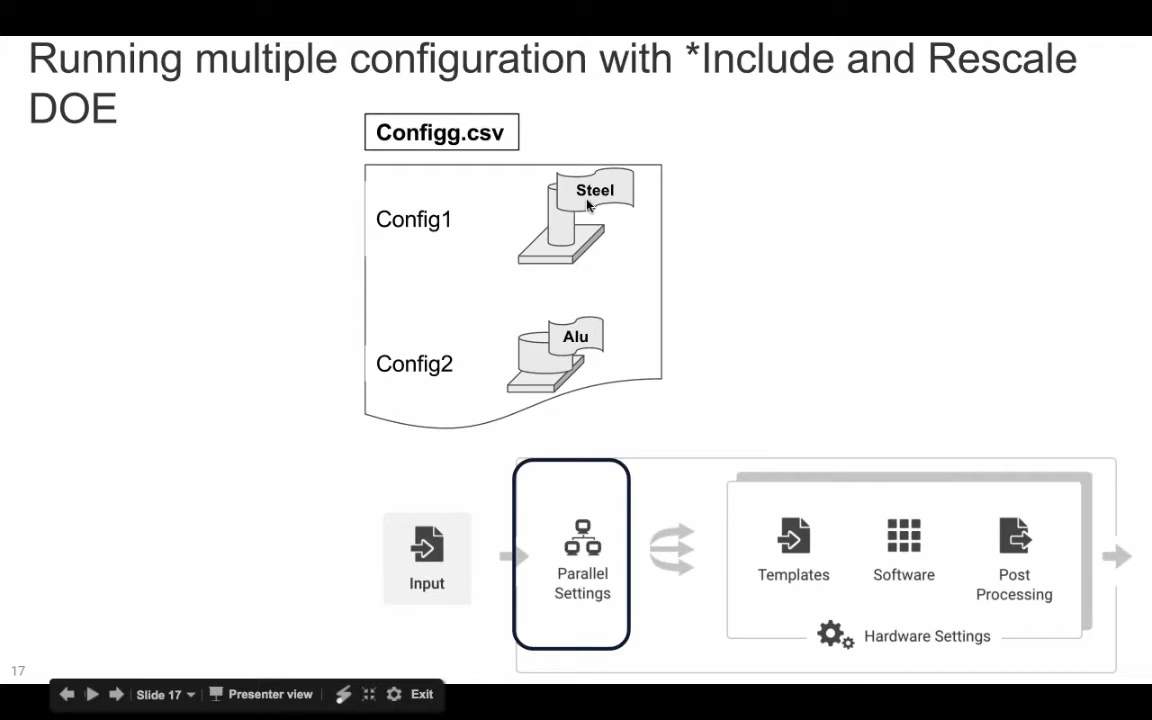 Running multiple configuration with *Include and Rescale
DOE
Configg.csv
Steel
Config1
Alu
Config2
Input
Parallel
Settings
Templates
Software
Post
Processing
Hardware Settings
17
Slide 17
Presenter view
Exit